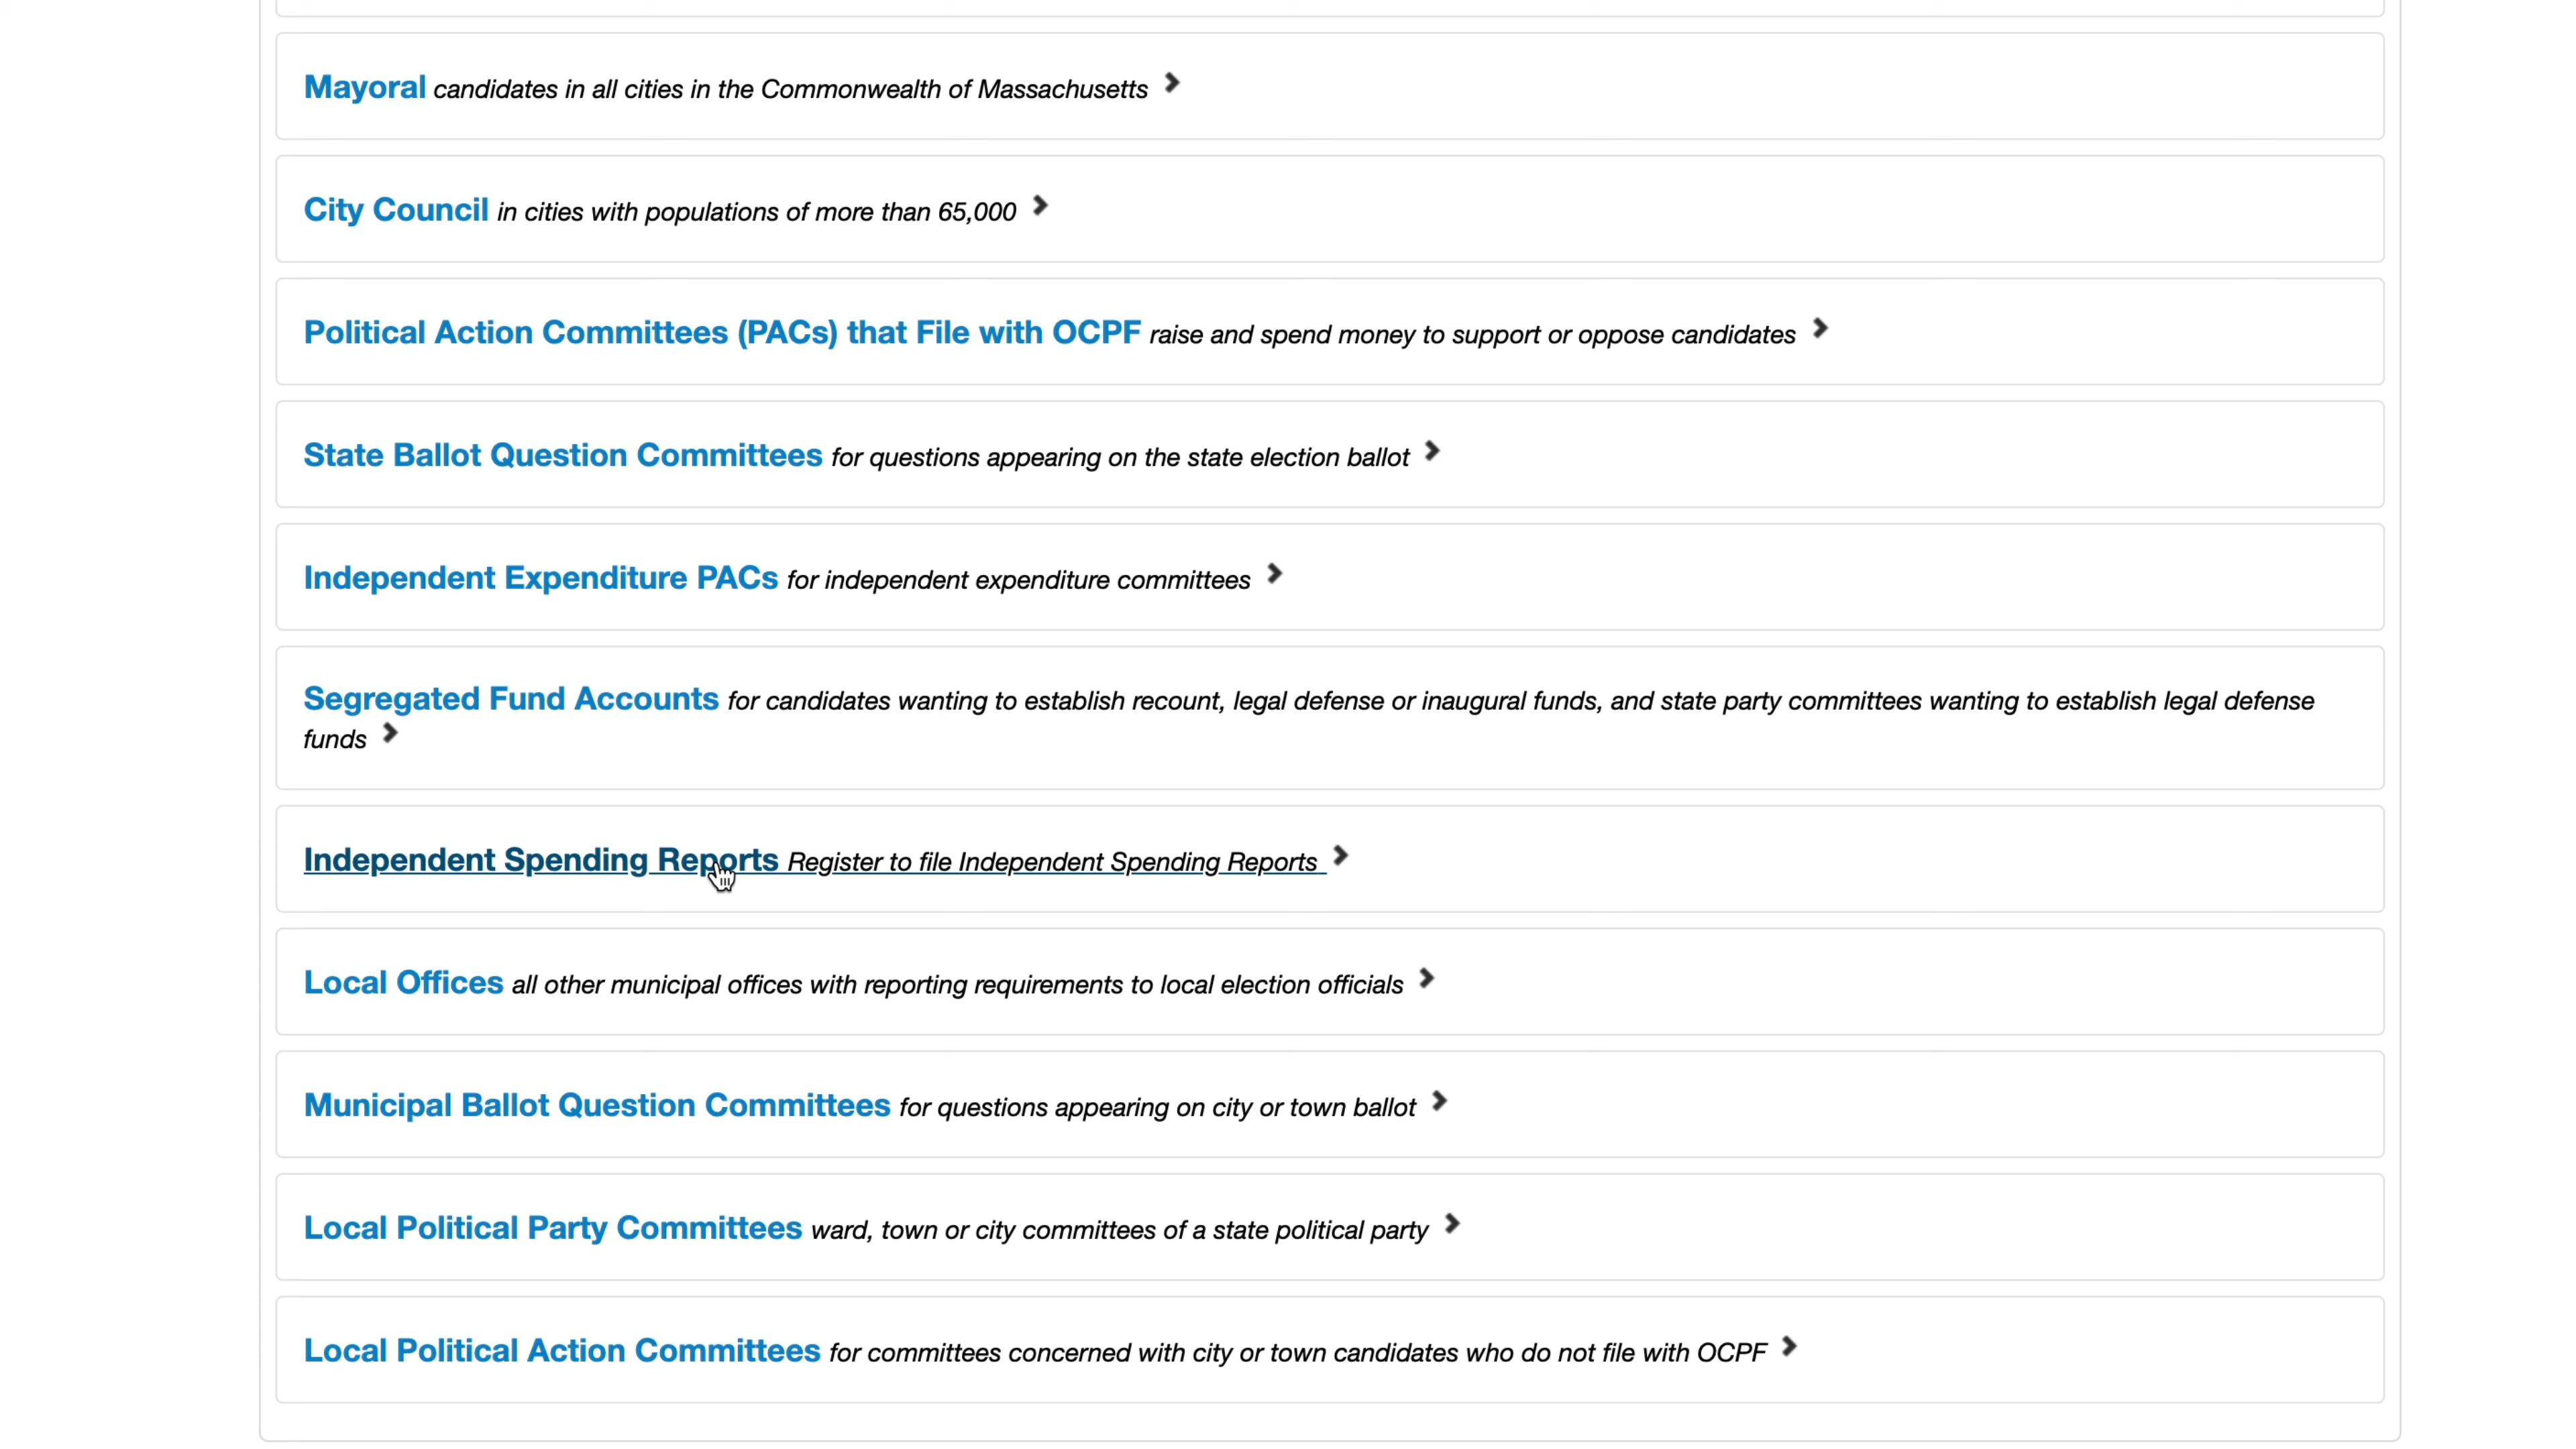 Mayoral candidates in all cities in the Commonwealth of Massachusetts
City Council in cities with populations of more than 65,000
Political Action Committees (PACs) that File with OCPF raise and spend money to support or oppose candidates
State Ballot Question Committees for questions appearing on the state election ballot
Independent Expenditure PACs for independent expenditure committees
Segregated Fund Accounts for candidates wanting to establish recount, legal defense or inaugural funds, and state party committees wanting to establish legal defense
funds
Independent Spending Reports Register to file Independent Spending Reports
Local Offices all other municipal offices with reporting requirements to local election officials
Municipal Ballot Question Committees for questions appearing on city or town ballot
Local Political Party Committees ward, town or city committees of a state political party
Local Political Action Committees for committees concerned with city or town candidates who do not file with OCPF